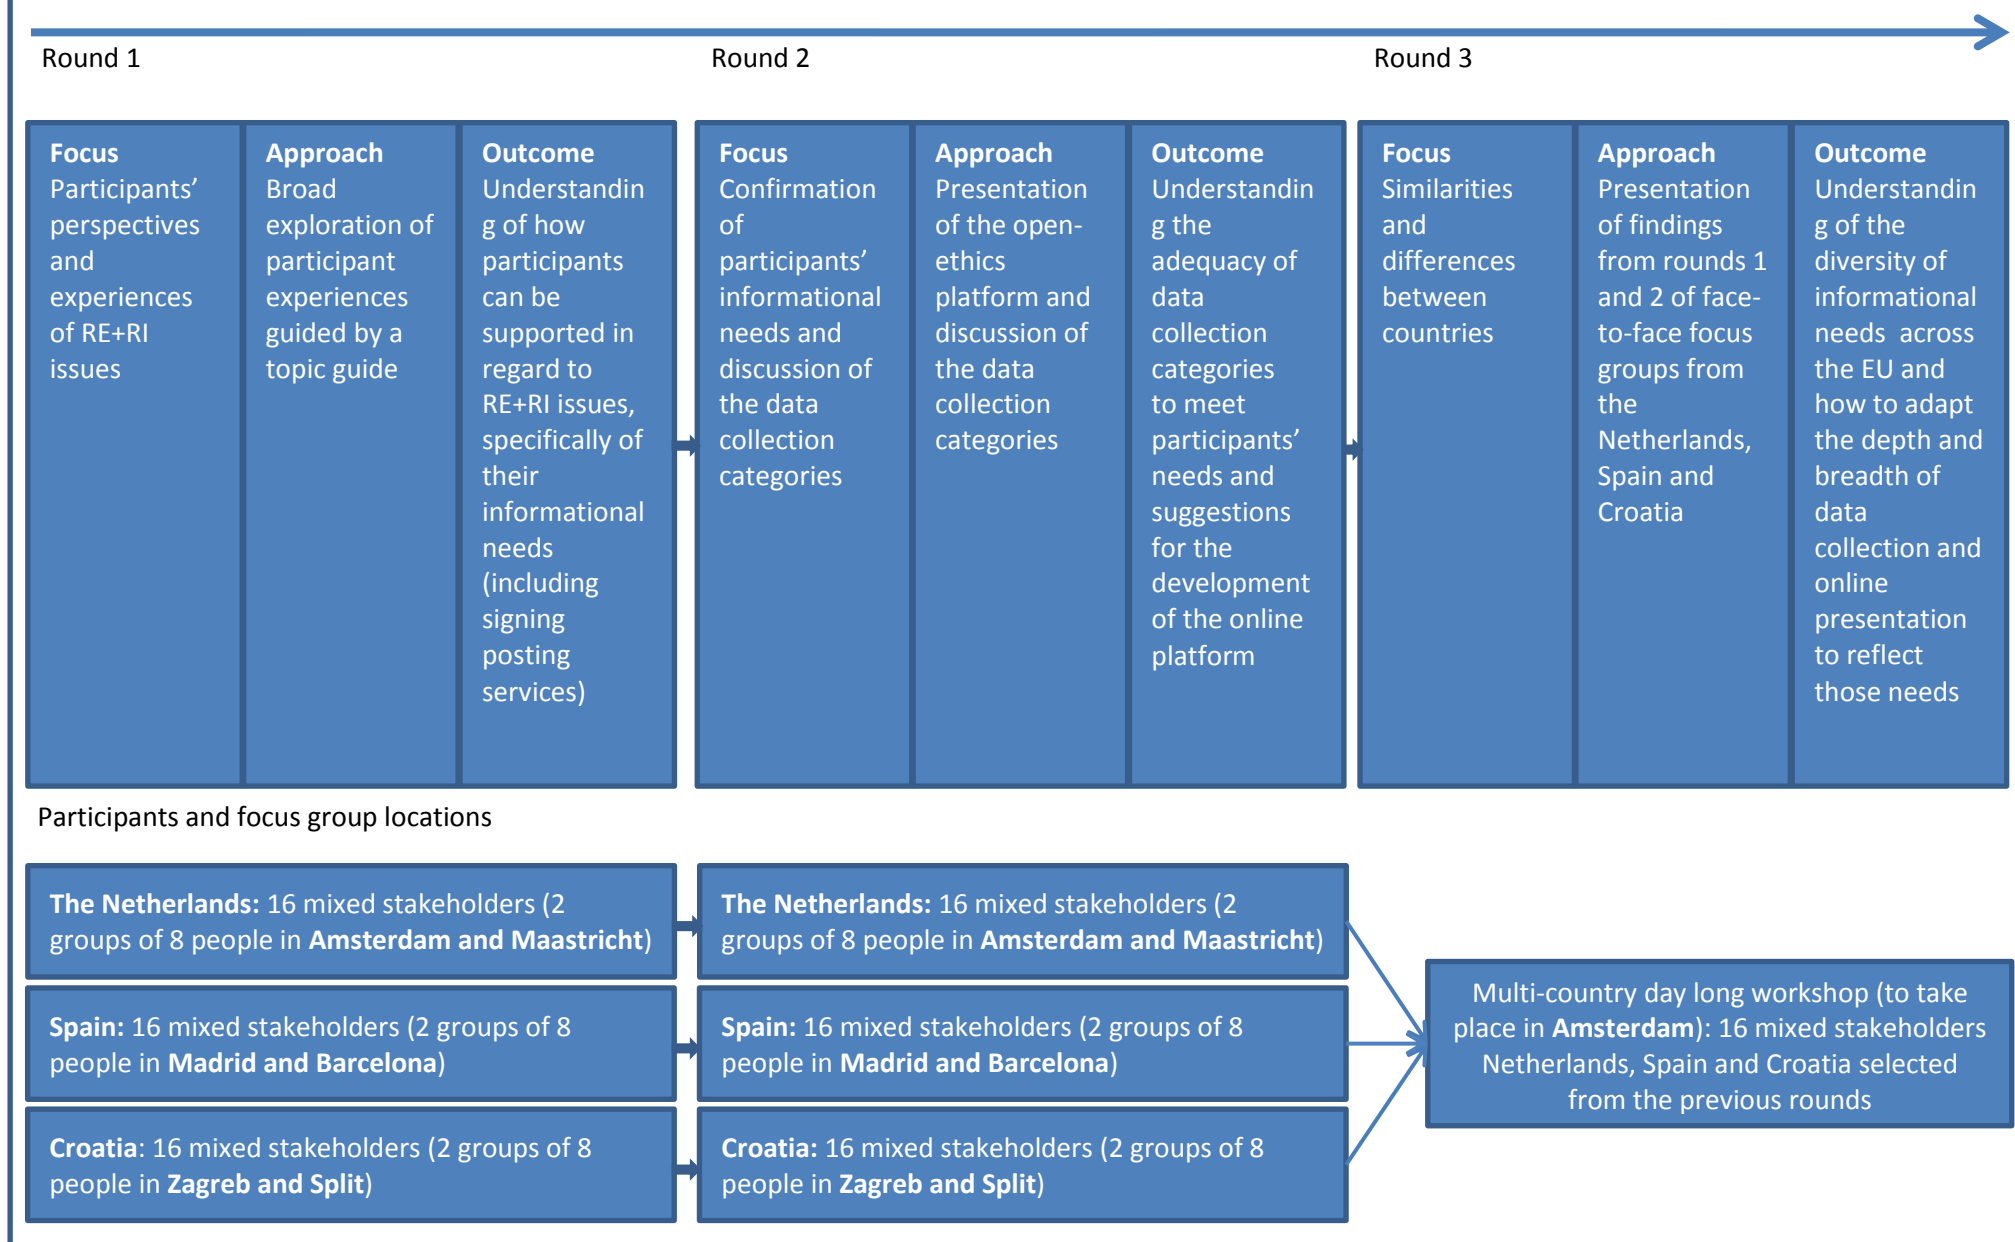 Round 1
Round 2
Round 3
Focus
Participants’
perspectives
and
experiences
of RE+RI
issues
Approach
Broad
exploration of
participant
experiences
guided by a
topic guide
Outcome
Understandin
g of how
participants
can be
supported in
regard to
RE+RI issues,
specifically of
their
informational
needs
(including
signing
posting
services)
Focus
Confirmation
of
participants’
informational
needs and
discussion of
the data
collection
categories
Approach
Presentation
of the open-
ethics
platform and
discussion of
the data
collection
categories
Outcome
Understandin
g the
adequacy of
data
collection
categories
to meet
participants’
needs and
suggestions
for the
development
of the online
platform
Focus
Similarities
and
differences
between
countries
Approach
Presentation
of findings
from rounds 1
and 2 of face-
to-face focus
groups from
the
Netherlands,
Spain and
Croatia
Outcome
Understandin
g of the
diversity of
informational
needs across
the EU and
how to adapt
the depth and
breadth of
data
collection and
online
presentation
to reflect
those needs
Participants and focus group locations
The Netherlands: 16 mixed stakeholders (2
groups of 8 people in Amsterdam and Maastricht)
Spain: 16 mixed stakeholders (2 groups of 8
people in Madrid and Barcelona)
Croatia: 16 mixed stakeholders (2 groups of 8
people in Zagreb and Split)
The Netherlands: 16 mixed stakeholders (2
groups of 8 people in Amsterdam and Maastricht)
Spain: 16 mixed stakeholders (2 groups of 8
people in Madrid and Barcelona)
Croatia: 16 mixed stakeholders (2 groups of 8
people in Zagreb and Split)
Multi-country day long workshop (to take
place in Amsterdam): 16 mixed stakeholders
Netherlands, Spain and Croatia selected
from the previous rounds